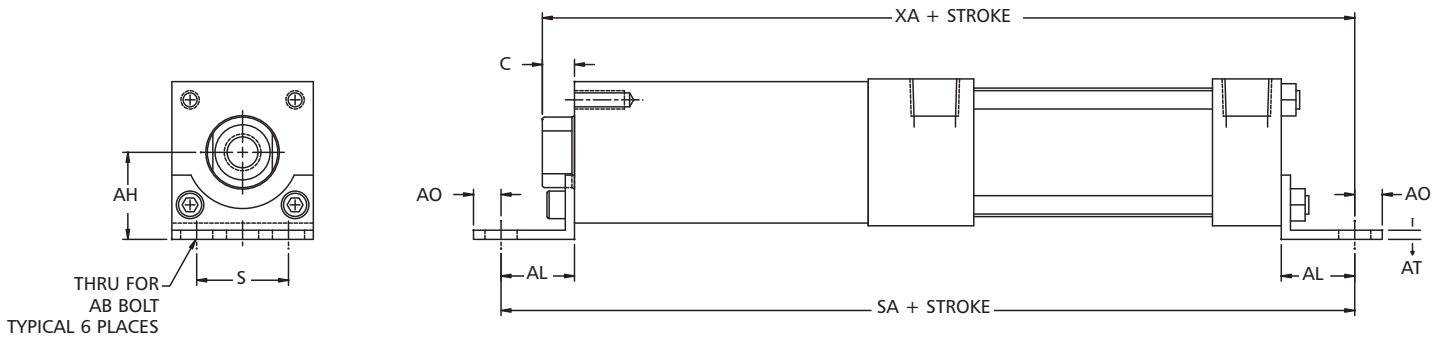 XA + STROKE
C
AH
AO
AO
AL
AL
AT
S
THRU FOR
AB BOLT
TYPICAL 6 PLACES
SA + STROKE